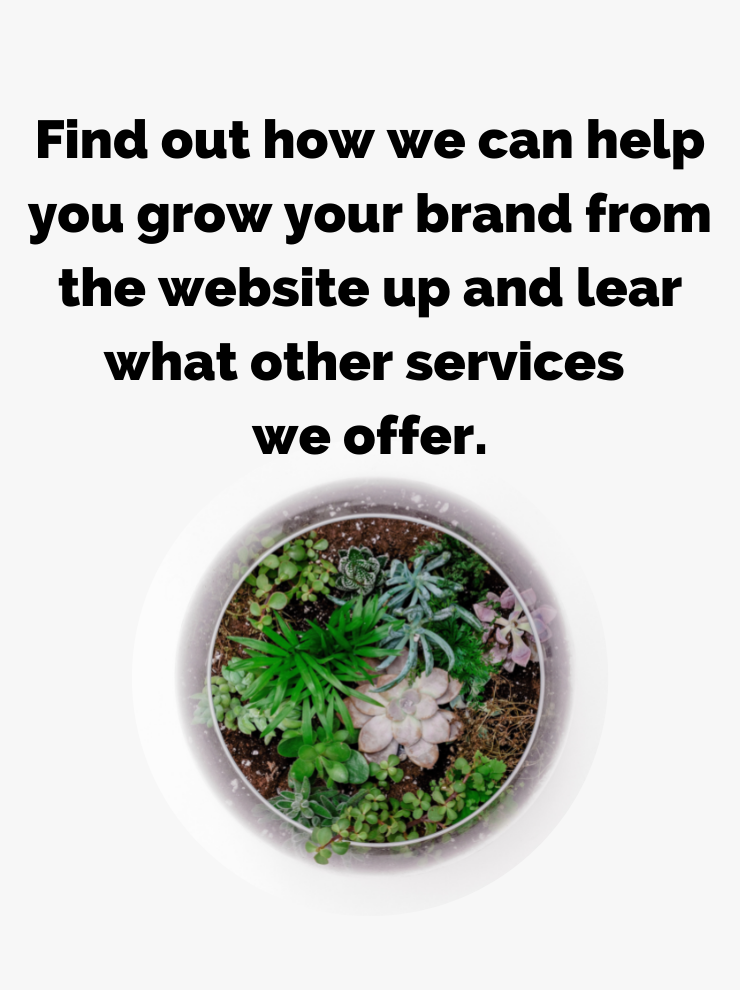 Find out how we can help
you grow your brand from
the website up and lear
what other services
we offer.